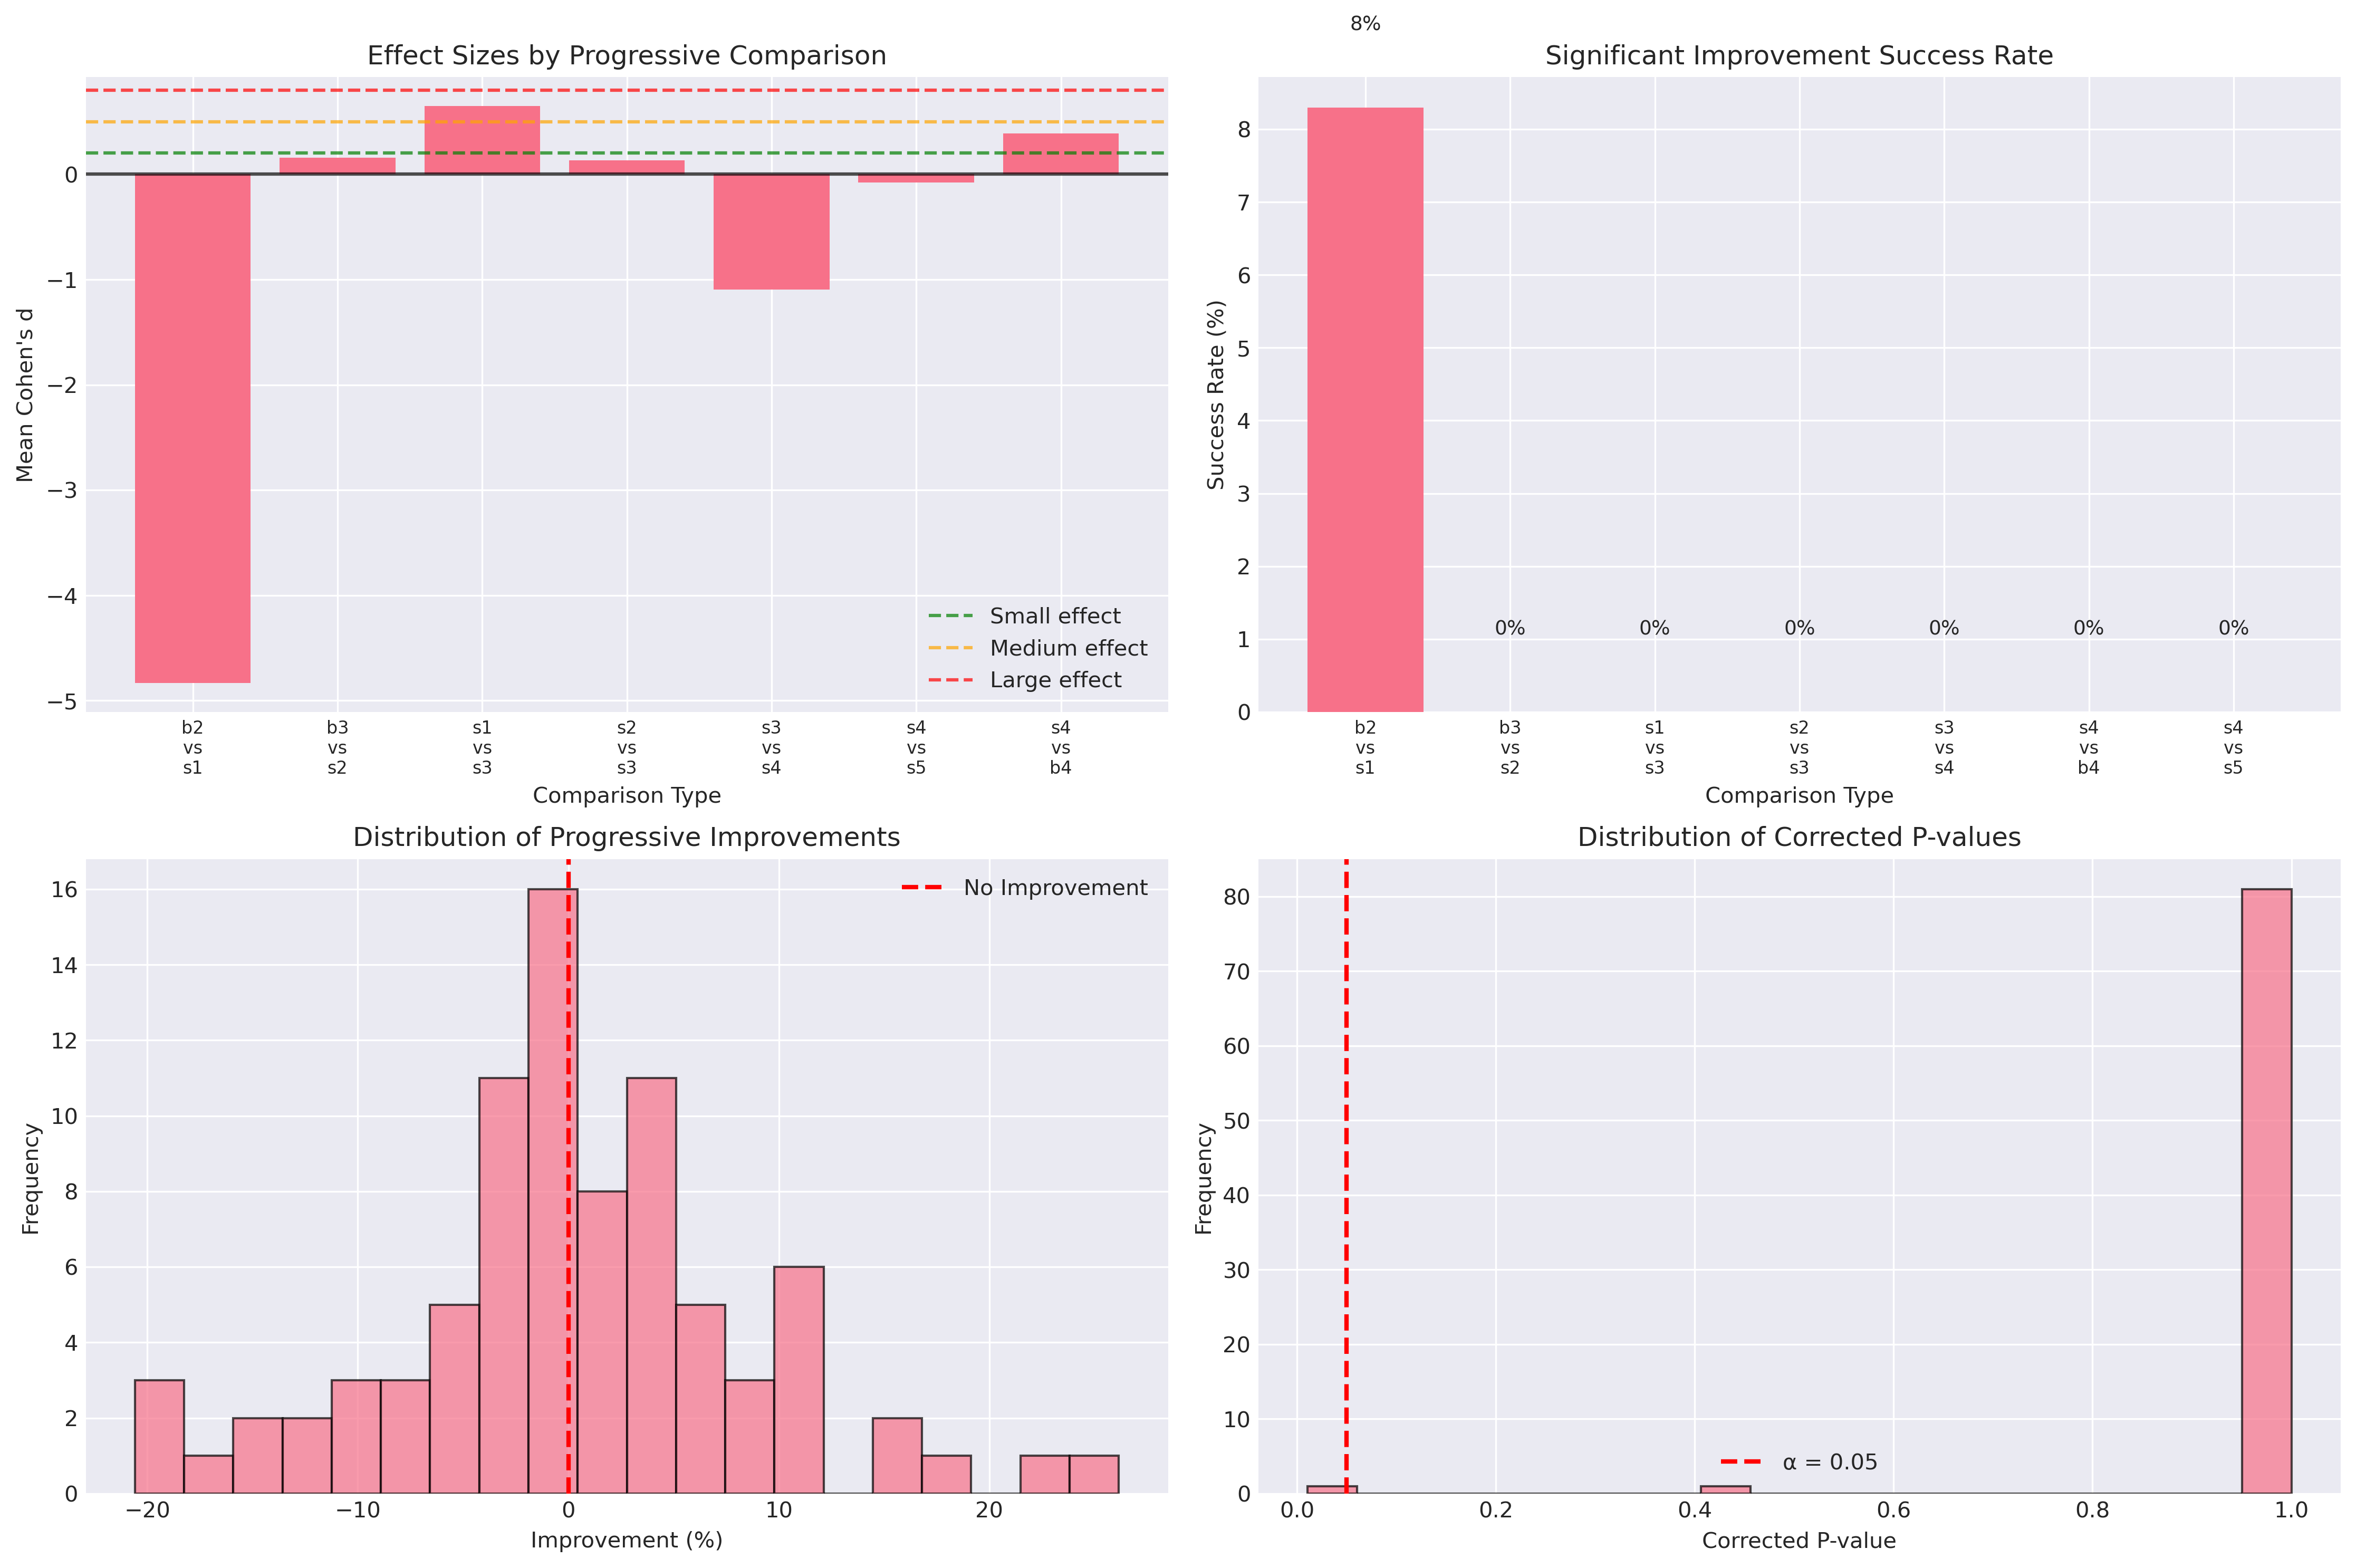 Effect Sizes by Progressive Comparison
Mean Cohen's d
0
−1
−2
−3
−4
−5
Small effect
Medium effect
Large effect
b2
vs
s1
b3
vs
s2
s1
vs
s3
s2
vs
s3
s3
vs
s4
s4
vs
s5
s4
vs
b4
Comparison Type
8%
Significant Improvement Success Rate
Success Rate (%)
8
7
6
5
4
3
2
1
0
0%
0%
0%
0%
0%
0%
b2
vs
s1
b3
vs
s2
s1
vs
s3
s2
vs
s3
s3
vs
s4
s4
vs
b4
s4
vs
s5
Comparison Type
Distribution of Progressive Improvements
Frequency
16
14
12
10
8
6
4
2
0
No Improvement
−20
−10
0
10
20
Improvement (%)
Distribution of Corrected P-values
Frequency
80
70
60
50
40
30
20
10
0
α = 0.05
0.0
0.2
0.4
0.6
0.8
1.0
Corrected P-value